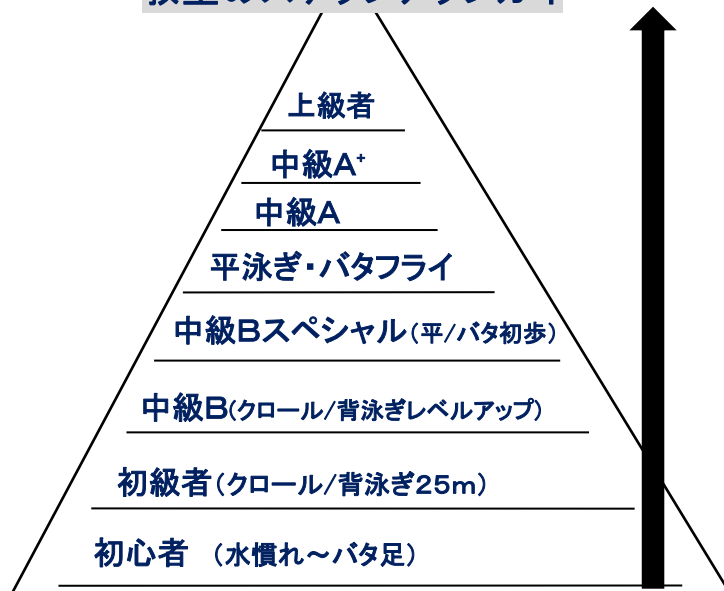 上級者
中級A⁺
中級A
平泳ぎ・バタフライ
中級Bスペシャル(平/バタ初歩)
中級B(クロール/背泳ぎレベルアップ)
初級者(クロール/背泳ぎ25m)
初心者 (水慣れ～バタ足)